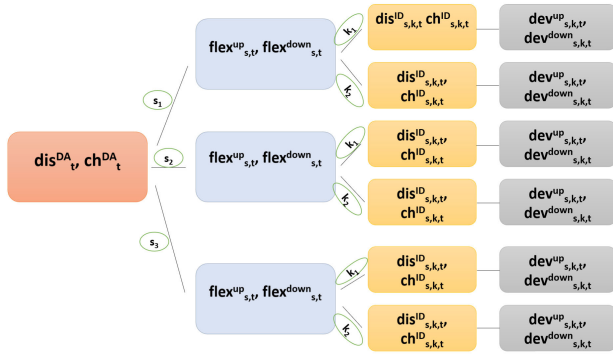 dis^ID_s,k,t ch^ID_s,k,t
dev^up_s,k,t,
dev^down_s,k,t
flex^up_s,t, flex^down_s,t
k₁
k₂
dis^ID_s,k,t,
ch^ID_s,k,t
dev^up_s,k,t,
dev^down_s,k,t
s₁
dis^DA_t, ch^DA_t
s₂
flex^up_s,t, flex^down_s,t
k₁
dis^ID_s,k,t,
ch^ID_s,k,t
dev^up_s,k,t,
dev^down_s,k,t
k₂
dis^ID_s,k,t,
ch^ID_s,k,t
dev^up_s,k,t,
dev^down_s,k,t
s₃
flex^up_s,t, flex^down_s,t
k₁
dis^ID_s,k,t,
ch^ID_s,k,t
dev^up_s,k,t,
dev^down_s,k,t
k₂
dis^ID_s,k,t,
ch^ID_s,k,t
dev^up_s,k,t,
dev^down_s,k,t